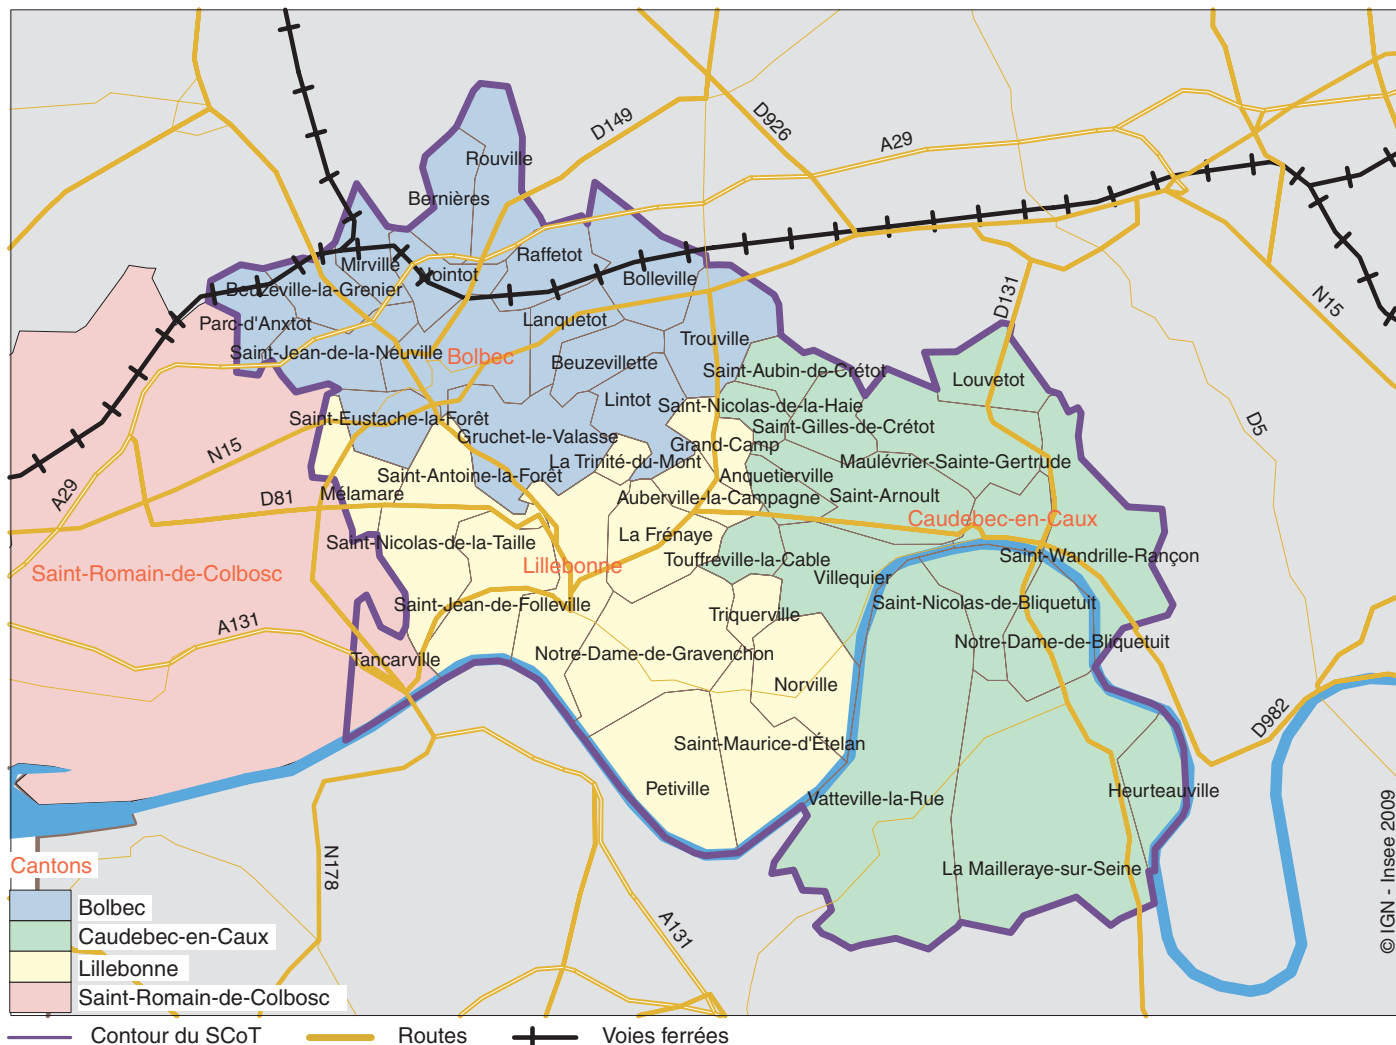 D149
D926
A29
Rouville
Bernières
Mirville
Nointot
Raffetot
Bolleville
Beuzeville-la-Grenier
Parc-d'Anxtot
Lanquetot
D131
N15
Saint-Jean-de-la-Neuville
Bolbec
Beuzevillette
Trouville
Saint-Aubin-de-Crétot
Louvetot
Lintot
Saint-Nicolas-de-la-Haie
Saint-Eustache-la-Forêt
Gruchet-le-Valasse
Saint-Gilles-de-Crétot
D5
N15
Grand-Camp
La Trinité-du-Mont
Maulévrier-Sainte-Gertrude
Saint-Antoine-la-Forêt
Anquetierville
A29
D81
Mélamare
Auberville-la-Campagne
Saint-Arnoult
Caudebec-en-Caux
Saint-Nicolas-de-la-Taille
La Frénaye
Saint-Romain-de-Colbosc
Lillebonne
Touffreville-la-Cable
Saint-Wandrille-Rançon
Villequier
Saint-Jean-de-Folleville
Triquerville
Saint-Nicolas-de-Bliquetuit
A131
Notre-Dame-de-Bliquetuit
Tancarville
Notre-Dame-de-Gravenchon
Norville
D982
Saint-Maurice-d'Ételan
Petiville
Vatteville-la-Rue
Heurteauville
N178
La Mailleraye-sur-Seine
A131
© IGN - Insee 2009
Cantons
Bolbec
Caudebec-en-Caux
Lillebonne
Saint-Romain-de-Colbosc
Contour du SCoT Routes Voies ferrées